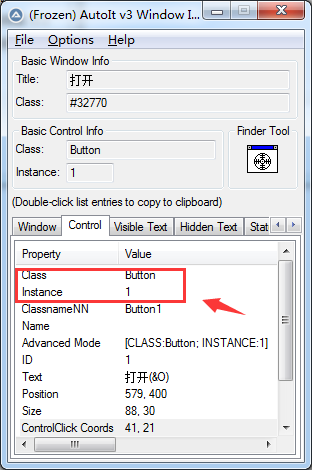 (Frozen) AutoIt v3 Window I...
File Options Help
Basic Window Info
Title: 打开
Class: #32770
Basic Control Info
Class: Button
Instance: 1
Finder Tool
(Double-click list entries to copy to clipboard)
Window Control Visible Text Hidden Text Stat
Property Value
Class Button
Instance 1
ClassnameNN Button1
Name
Advanced Mode [CLASS:Button; INSTANCE:1]
ID 1
Text 打开(&O)
Position 579, 400
Size 88, 30
ControlClick Coords 41, 21